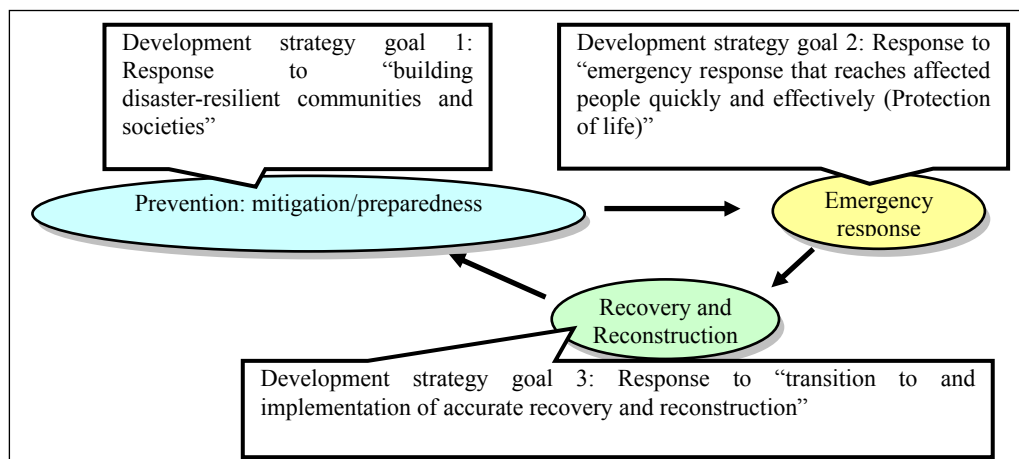 Development strategy goal 1:
Response to “building
disaster-resilient communities and
societies”
Development strategy goal 2: Response to
“emergency response that reaches affected
people quickly and effectively (Protection
of life)”
Prevention: mitigation/preparedness
Emergency
response
Recovery and
Reconstruction
Development strategy goal 3: Response to “transition to and
implementation of accurate recovery and reconstruction”